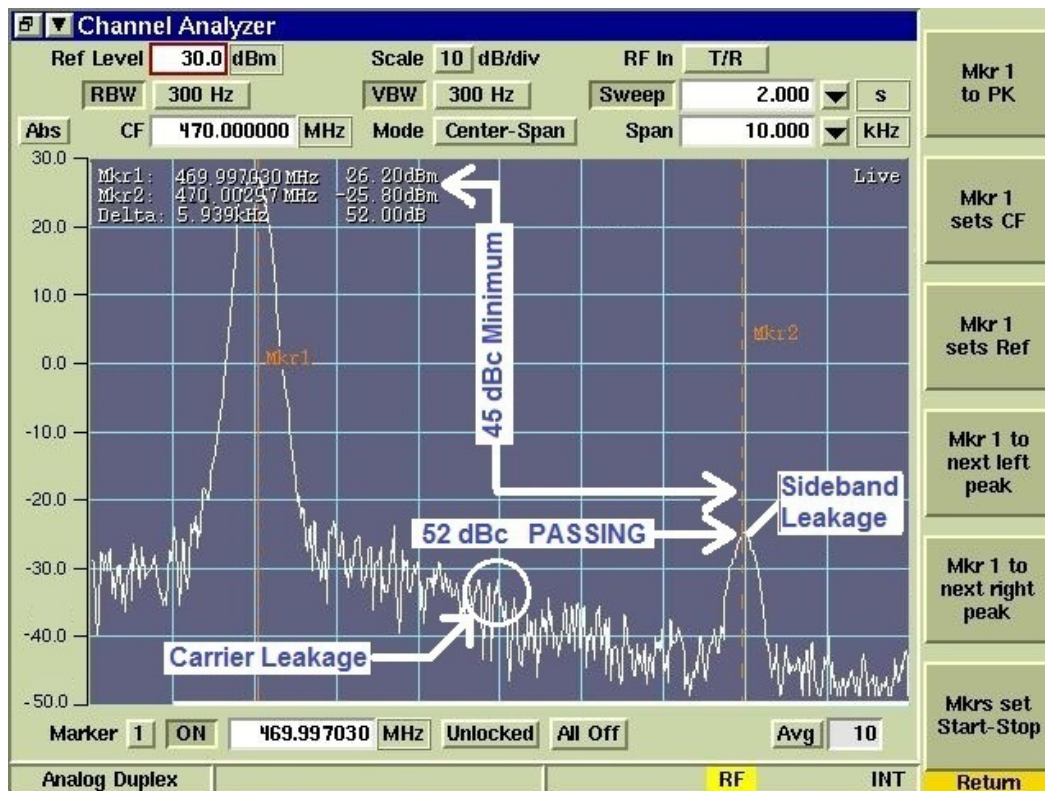 Channel Analyzer
Ref Level 30.0 dBm Scale 10 dB/div RF In T/R
RBW 300 Hz VBW 300 Hz Sweep 2.000 s
Abs CF 470.000000 MHz Mode Center-Span Span 10.000 kHz
Mkr1: 469.997030MHz 26.20dBm
Mkr2: 470.00297MHz -25.80dBm
Delta: 5.939kHz 52.00dB
Live
30.0
20.0
10.0
0.0
-10.0
-20.0
-30.0
-40.0
-50.0
Mkr1
Mkr2
45 dBc Minimum
Sideband
Leakage
52 dBc PASSING
Carrier Leakage
Marker 1 ON 469.997030 MHz Unlocked All Off Avg 10
Analog Duplex RF INT
Mkr 1
to PK
Mkr 1
sets CF
Mkr 1
sets Ref
Mkr 1 to
next left
peak
Mkr 1 to
next right
peak
Mkrs set
Start-Stop
Return